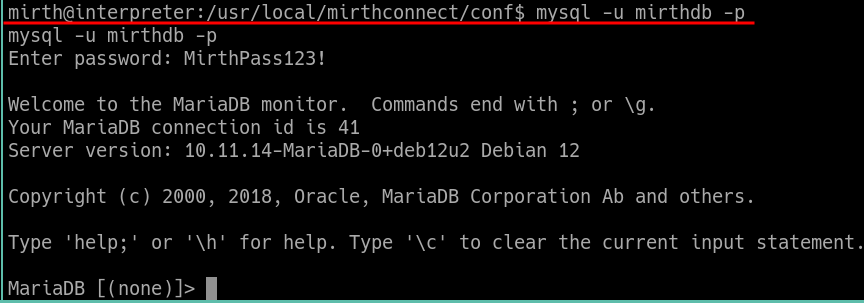 mirth@interpreter:/usr/local/mirthconnect/conf$ mysql -u mirthdb -p
mysql -u mirthdb -p
Enter password: MirthPass123!
Welcome to the MariaDB monitor.  Commands end with ; or \g.
Your MariaDB connection id is 41
Server version: 10.11.14-MariaDB-0+deb12u2 Debian 12
Copyright (c) 2000, 2018, Oracle, MariaDB Corporation Ab and others.
Type 'help;' or '\h' for help. Type '\c' to clear the current input statement.
MariaDB [(none)]>